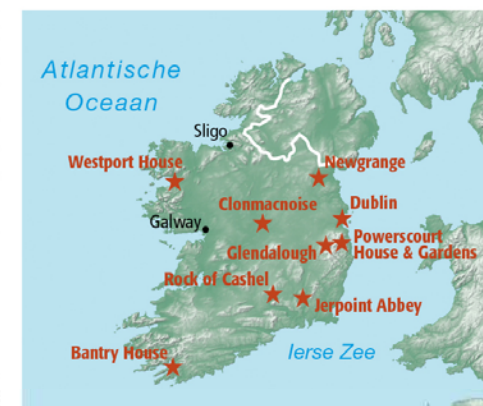 Atlantische
Oceaan
Sligo
Westport House
Newgrange
Clonmacnoise
Dublin
Galway
Powerscourt
Glendalough
House & Gardens
Rock of Cashel
Jerpoint Abbey
Bantry House
Ierse Zee